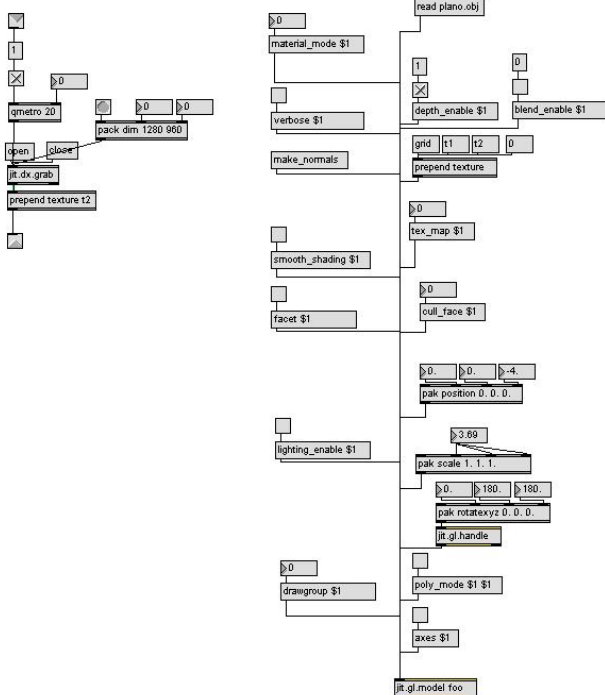 read plano.obj
0
material_mode $1
1
0
1
0
qmetro 20
0
0
pack dim 1280 960
verbose $1
depth_enable $1
blend_enable $1
open
close
make_normals
grid
t1
t2
0
prepend texture
jit.dx.grab
prepend texture t2
0
tex_map $1
smooth_shading $1
0
facet $1
cull_face $1
0.
0.
-4.
pak position 0. 0. 0.
lighting_enable $1
3.69
pak scale 1. 1. 1.
0.
180.
180.
pak rotatexyz 0. 0. 0.
jit.gl.handle
0
drawgroup $1
poly_mode $1 $1
axes $1
jit.gl.model foo